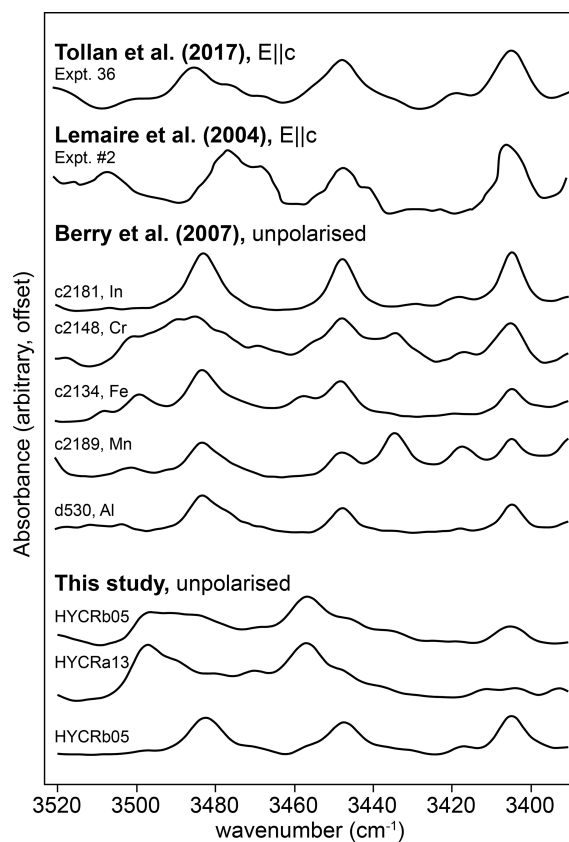 Tollan et al. (2017), E||c
Expt. 36
Lemaire et al. (2004), E||c
Expt. #2
Berry et al. (2007), unpolarised
c2181, In
c2148, Cr
c2134, Fe
c2189, Mn
d530, Al
This study, unpolarised
HYCRb05
HYCRa13
HYCRb05
Absorbance (arbitrary, offset)
3520 3500 3480 3460 3440 3420 3400
wavenumber (cm-1)